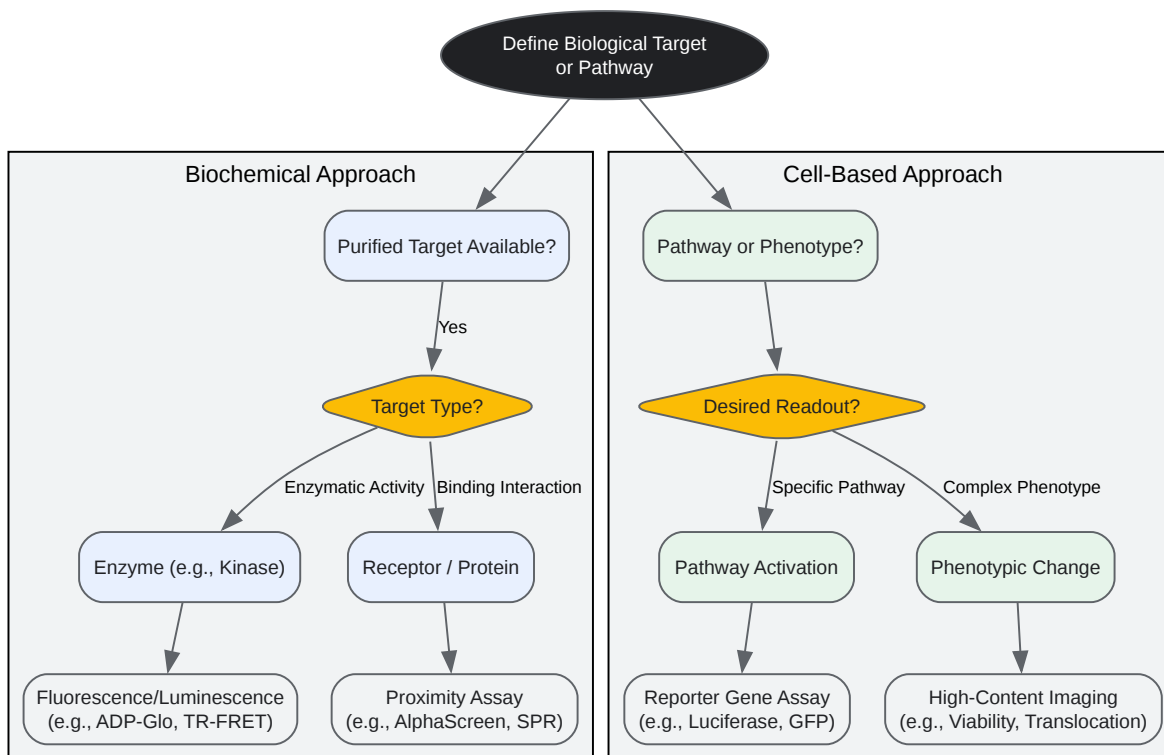 Define Biological Target
or Pathway
Biochemical Approach
Purified Target Available?
Yes
Target Type?
Enzymatic Activity
Binding Interaction
Enzyme (e.g., Kinase)
Receptor / Protein
Fluorescence/Luminescence
(e.g., ADP-Glo, TR-FRET)
Proximity Assay
(e.g., AlphaScreen, SPR)
Cell-Based Approach
Pathway or Phenotype?
Desired Readout?
Specific Pathway
Complex Phenotype
Pathway Activation
Phenotypic Change
Reporter Gene Assay
(e.g., Luciferase, GFP)
High-Content Imaging
(e.g., Viability, Translocation)